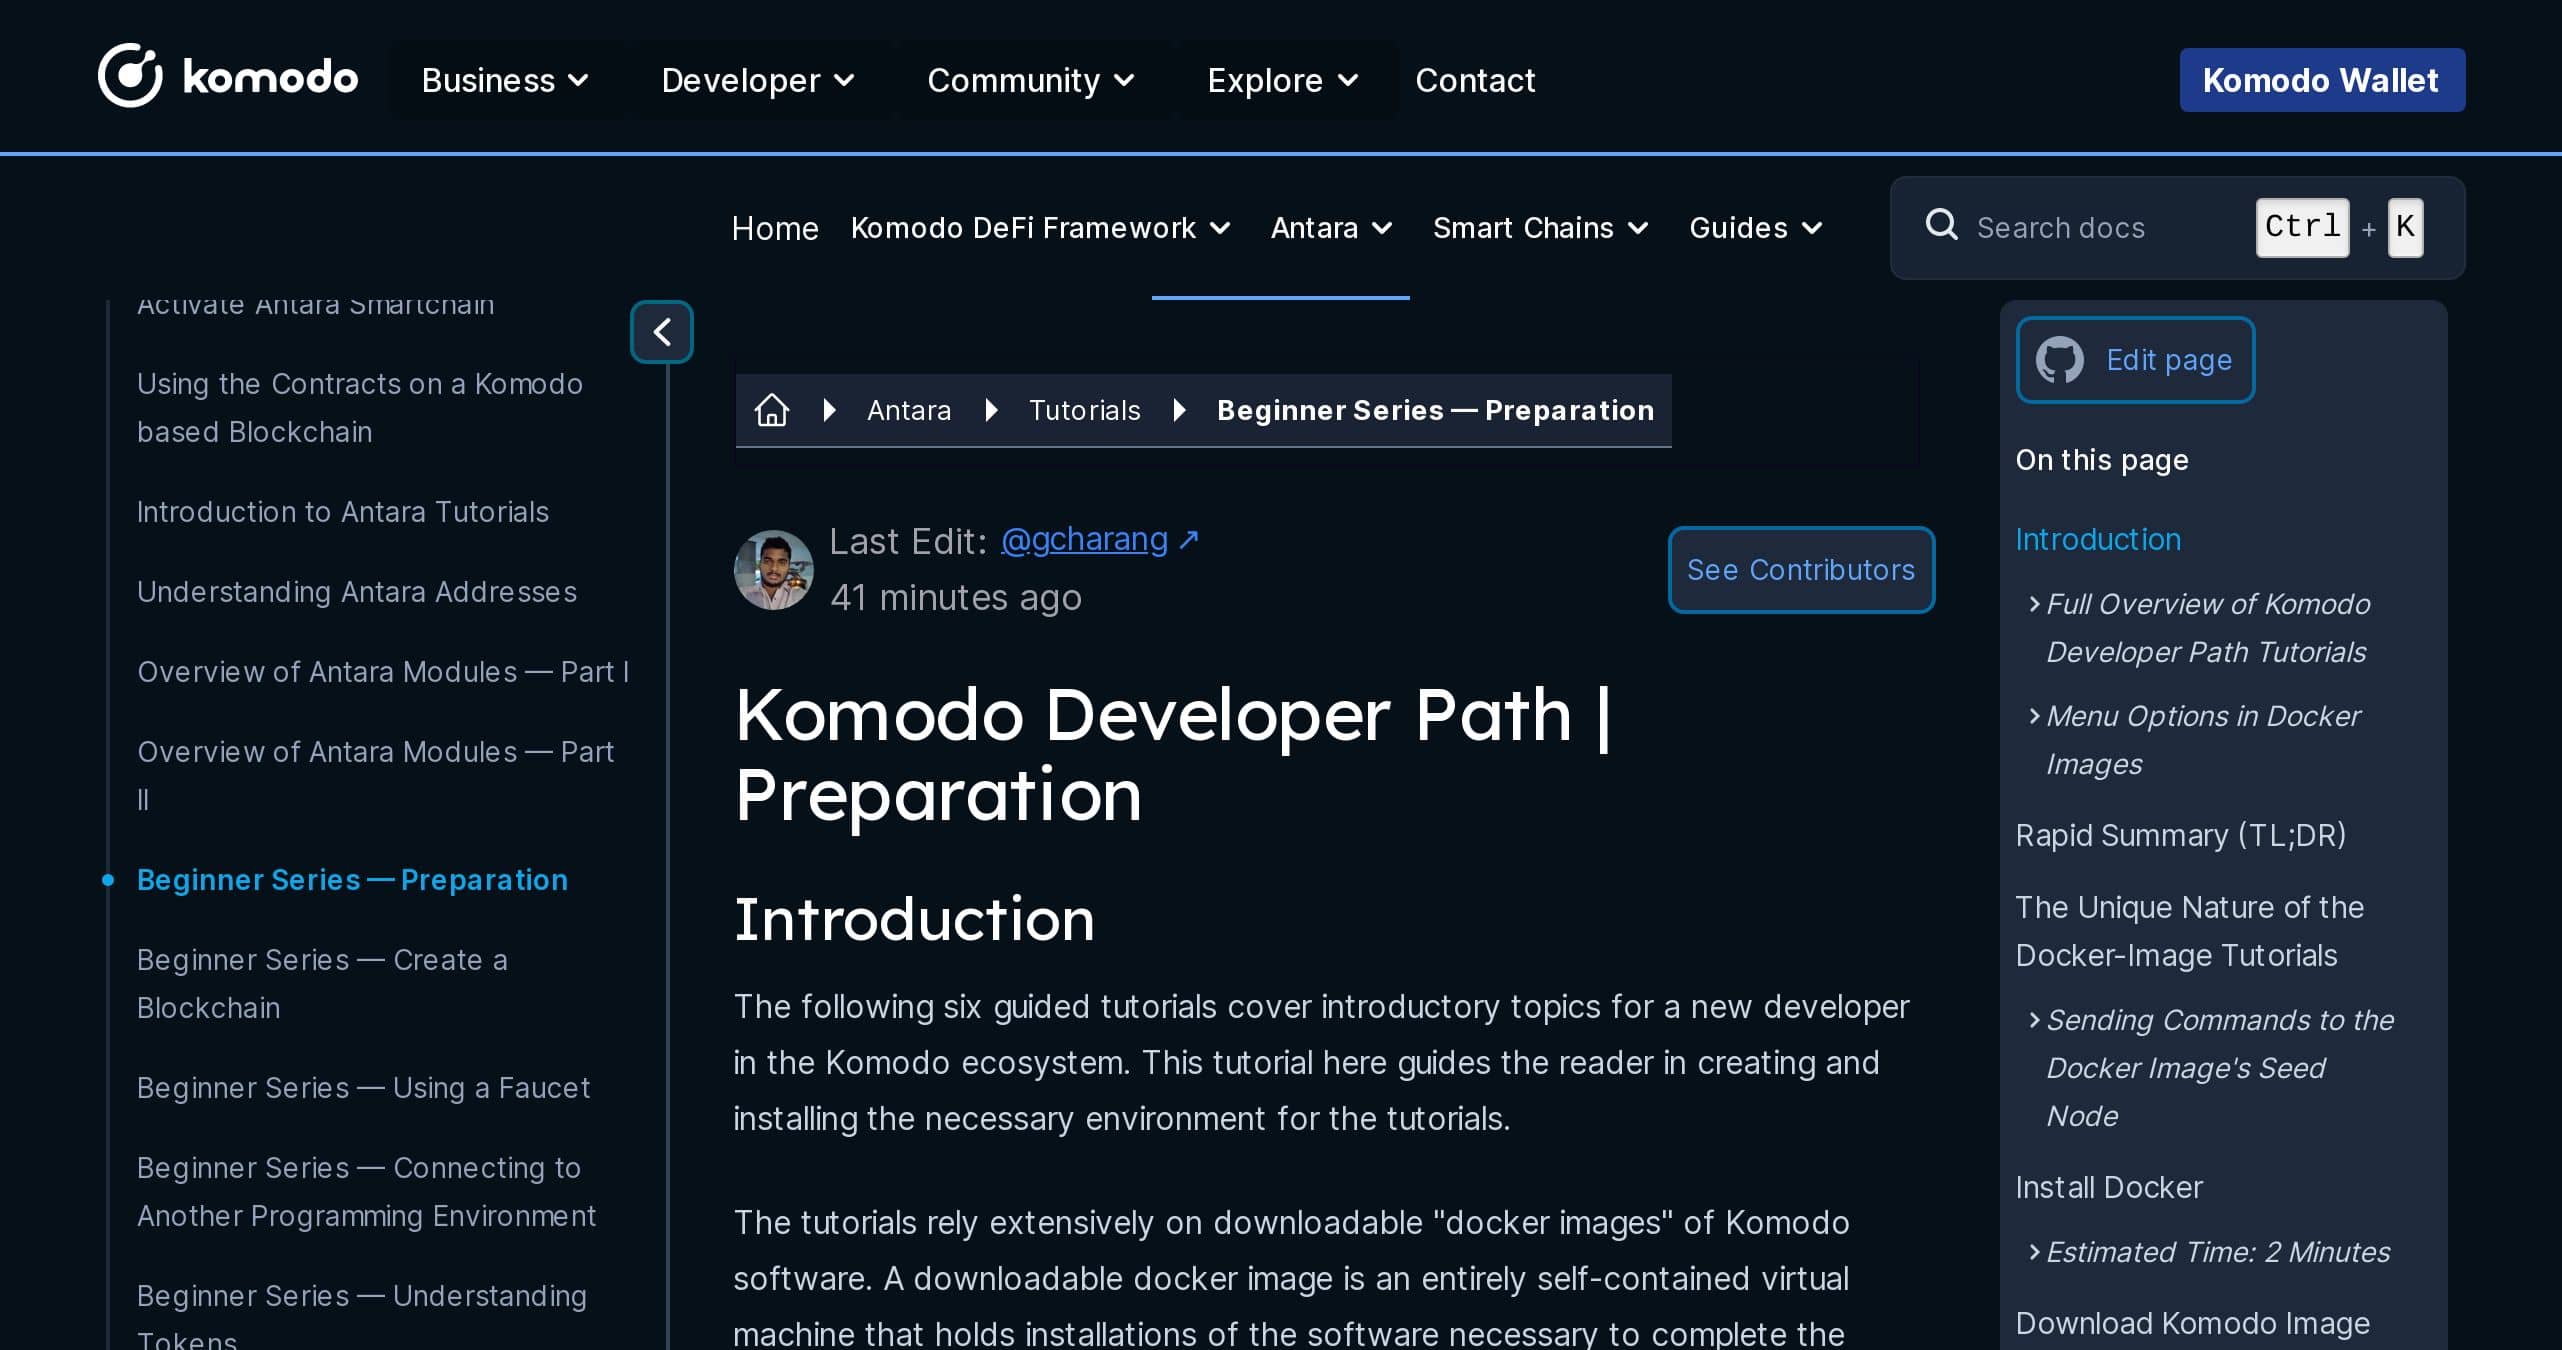 komodo
Business
Developer
Community
Explore
Contact
Komodo Wallet
Home
Komodo DeFi Framework
Antara
Smart Chains
Guides
Search docs
Ctrl + K
Activate Antara Smartchain
Using the Contracts on a Komodo
based Blockchain
Introduction to Antara Tutorials
Understanding Antara Addresses
Overview of Antara Modules — Part I
Overview of Antara Modules — Part
II
Beginner Series — Preparation
Beginner Series — Create a
Blockchain
Beginner Series — Using a Faucet
Beginner Series — Connecting to
Another Programming Environment
Beginner Series — Understanding
Tokens
Antara
Tutorials
Beginner Series — Preparation
Last Edit: @gcharang ↗
41 minutes ago
See Contributors
Komodo Developer Path |
Preparation
Introduction
The following six guided tutorials cover introductory topics for a new developer
in the Komodo ecosystem. This tutorial here guides the reader in creating and
installing the necessary environment for the tutorials.
The tutorials rely extensively on downloadable "docker images" of Komodo
software. A downloadable docker image is an entirely self-contained virtual
machine that holds installations of the software necessary to complete the
Edit page
On this page
Introduction
Full Overview of Komodo
Developer Path Tutorials
Menu Options in Docker
Images
Rapid Summary (TL;DR)
The Unique Nature of the
Docker-Image Tutorials
Sending Commands to the
Docker Image's Seed
Node
Install Docker
Estimated Time: 2 Minutes
Download Komodo Image